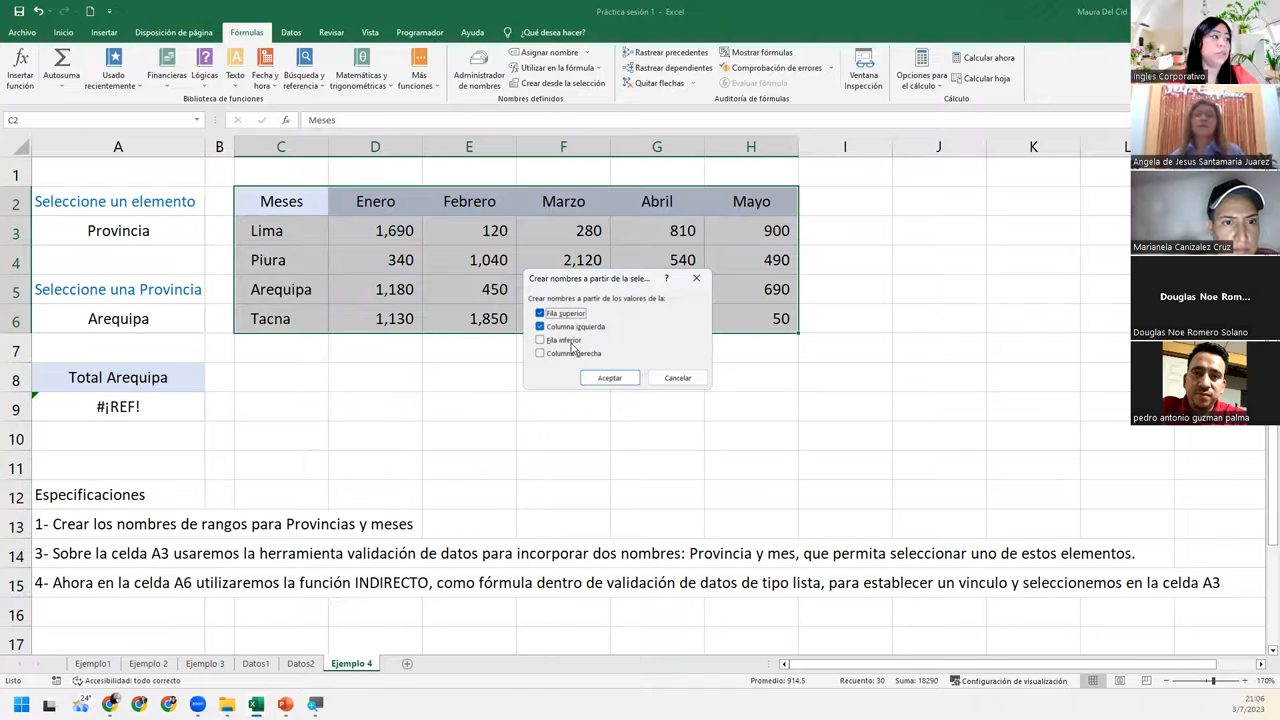 Práctica sesión 1 - Excel
Maura Del Cid
Archivo Inicio Insertar Disposición de página Fórmulas Datos Revisar Vista Programador Ayuda ¿Qué desea hacer?
Insertar función
Autosuma
Usado recientemente
Financieras
Lógicas
Texto
Fecha y hora
Búsqueda y referencia
Matemáticas y trigonométricas
Más funciones
Biblioteca de funciones
Administrador de nombres
Asignar nombre
Utilizar en la fórmula
Crear desde la selección
Nombres definidos
Rastrear precedentes
Rastrear dependientes
Quitar flechas
Mostrar fórmulas
Comprobación de errores
Evaluar fórmula
Auditoría de fórmulas
Ventana Inspección
Opciones para el cálculo
Calcular ahora
Calcular hoja
Cálculo
C2 fx Meses
A B C D E F G H I J K L
1
2 Seleccione un elemento Meses Enero Febrero Marzo Abril Mayo
3 Provincia Lima 1,690 120 280 810 900
4 Piura 340 1,040 2,120 540 490
5 Seleccione una Provincia Arequipa 1,180 450 690
6 Arequipa Tacna 1,130 1,850 50
7
8 Total Arequipa
9 #¡REF!
10
11
12 Especificaciones
13 1- Crear los nombres de rangos para Provincias y meses
14 3- Sobre la celda A3 usaremos la herramienta validación de datos para incorporar dos nombres: Provincia y mes, que permita seleccionar uno de estos elementos.
15 4- Ahora en la celda A6 utilizaremos la función INDIRECTO, como fórmula dentro de validación de datos de tipo lista, para establecer un vinculo y seleccionemos en la celda A3
16
17
Crear nombres a partir de la sele... ?
Crear nombres a partir de los valores de la:
Fila superior
Columna izquierda
Fila inferior
Columna derecha
Aceptar Cancelar
Ejemplo1 Ejemplo 2 Ejemplo 3 Datos1 Datos2 Ejemplo 4
Listo Accesibilidad: todo correcto Promedio: 914.5 Recuento: 30 Suma: 18290 Configuración de visualización 170%
24°
21:06
3/7/2023
Ingles Corporativo
Angela de Jesus Santamaria Juarez
Marianela Canizalez Cruz
Douglas Noe Rom...
Douglas Noe Romero Solano
pedro antonio guzman palma